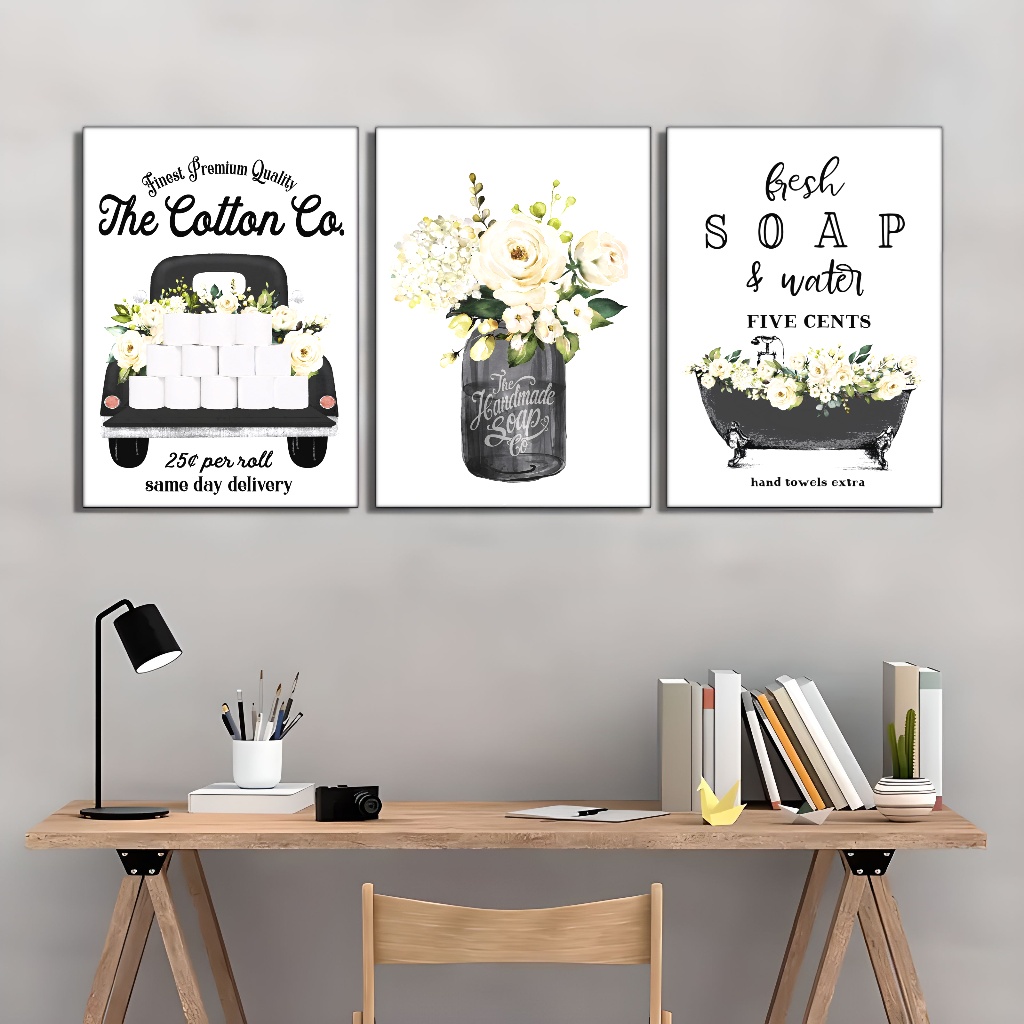 Finest Premium Quality
The Cotton Co.
25¢ per roll
same day delivery
The
Handmade
Soap
Co
fresh
SOAP
& water
FIVE CENTS
hand towels extra